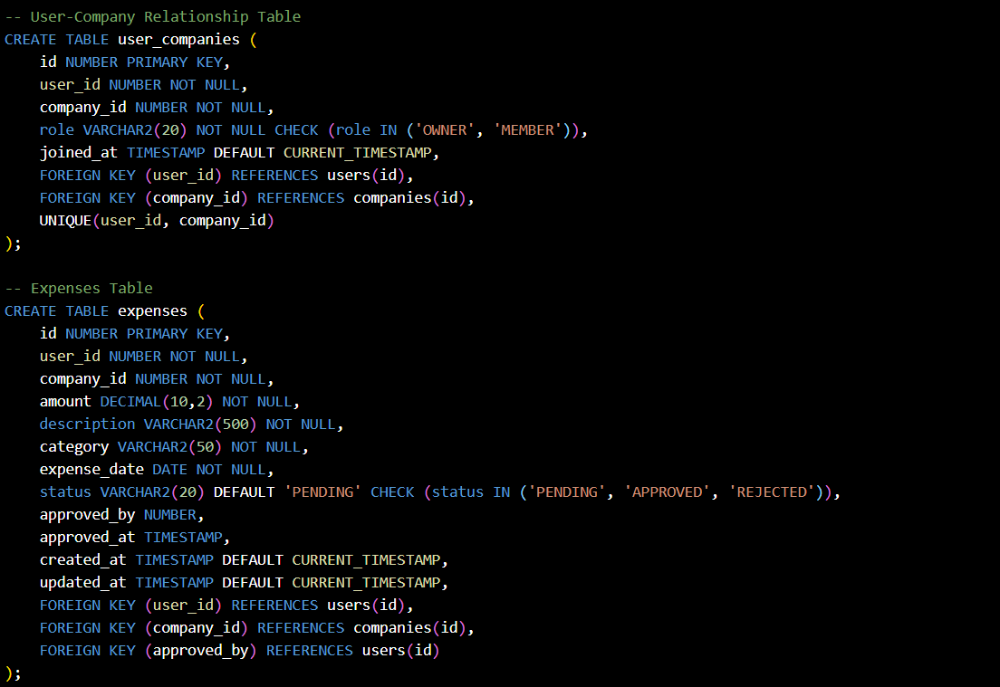 -- User-Company Relationship Table
CREATE TABLE user_companies (
    id NUMBER PRIMARY KEY,
    user_id NUMBER NOT NULL,
    company_id NUMBER NOT NULL,
    role VARCHAR2(20) NOT NULL CHECK (role IN ('OWNER', 'MEMBER')),
    joined_at TIMESTAMP DEFAULT CURRENT_TIMESTAMP,
    FOREIGN KEY (user_id) REFERENCES users(id),
    FOREIGN KEY (company_id) REFERENCES companies(id),
    UNIQUE(user_id, company_id)
);

-- Expenses Table
CREATE TABLE expenses (
    id NUMBER PRIMARY KEY,
    user_id NUMBER NOT NULL,
    company_id NUMBER NOT NULL,
    amount DECIMAL(10,2) NOT NULL,
    description VARCHAR2(500) NOT NULL,
    category VARCHAR2(50) NOT NULL,
    expense_date DATE NOT NULL,
    status VARCHAR2(20) DEFAULT 'PENDING' CHECK (status IN ('PENDING', 'APPROVED', 'REJECTED')),
    approved_by NUMBER,
    approved_at TIMESTAMP,
    created_at TIMESTAMP DEFAULT CURRENT_TIMESTAMP,
    updated_at TIMESTAMP DEFAULT CURRENT_TIMESTAMP,
    FOREIGN KEY (user_id) REFERENCES users(id),
    FOREIGN KEY (company_id) REFERENCES companies(id),
    FOREIGN KEY (approved_by) REFERENCES users(id)
);